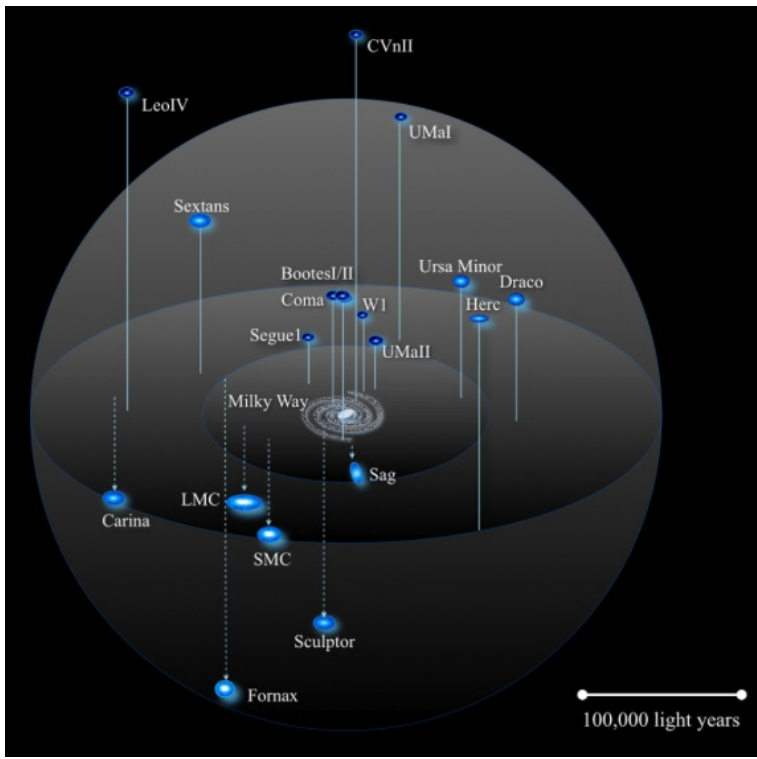 CVnII
LeoIV
UMaI
Sextans
Ursa Minor
BootesI/II
Draco
Coma
W1
Herc
Segue1
UMaII
Milky Way
Sag
LMC
Carina
SMC
Sculptor
Fornax
100,000 light years